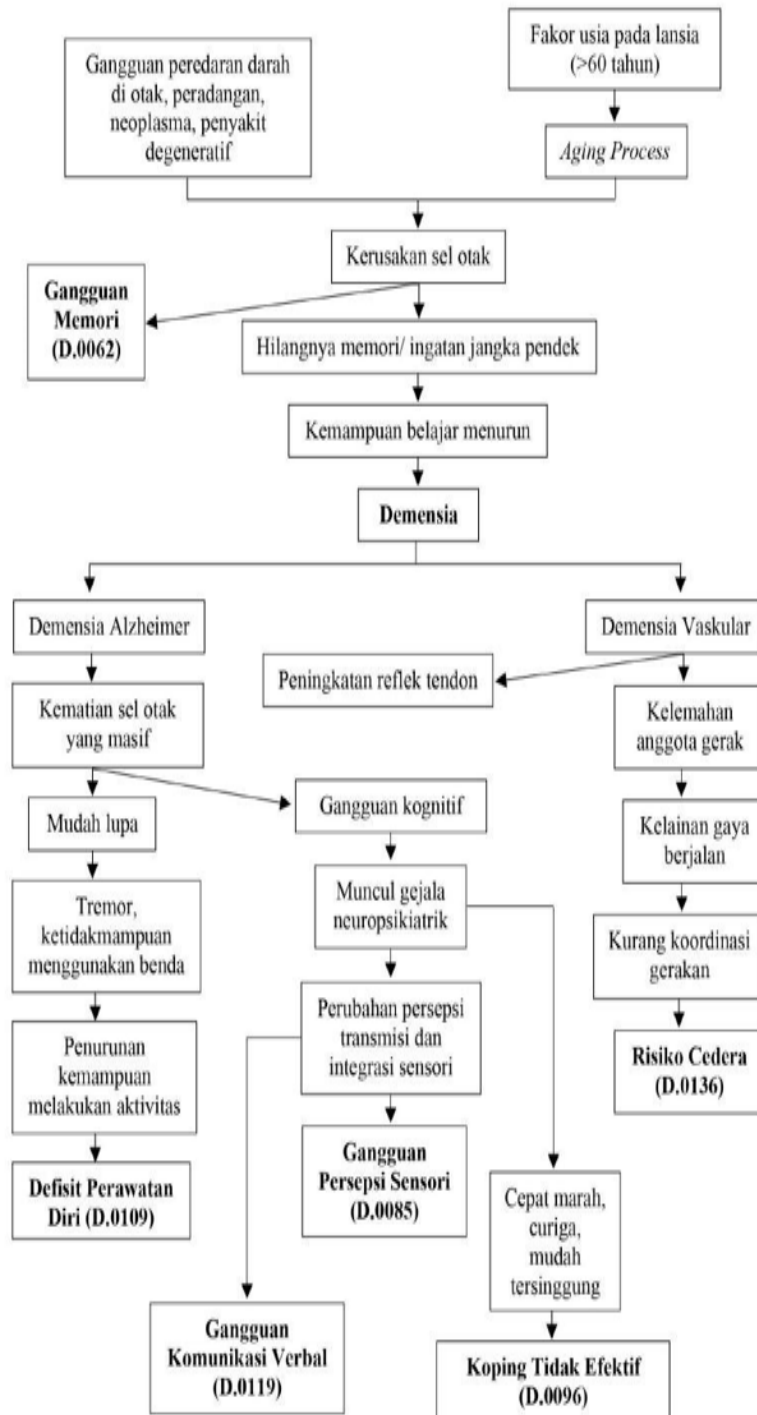 Fakor usia pada lansia
(>60 tahun)
Gangguan peredaran darah
di otak, peradangan,
neoplasma, penyakit
degeneratif
Aging Process
Kerusakan sel otak
Gangguan
Memori
(D.0062)
Hilangnya memori/ ingatan jangka pendek
Kemampuan belajar menurun
Demensia
Demensia Alzheimer
Demensia Vaskular
Peningkatan reflek tendon
Kematian sel otak
yang masif
Kelemahan
anggota gerak
Gangguan kognitif
Mudah lupa
Kelainan gaya
berjalan
Muncul gejala
neuropsikiatrik
Tremor,
ketidakmampuan
menggunakan benda
Kurang koordinasi
gerakan
Perubahan persepsi
transmisi dan
integrasi sensori
Penurunan
kemampuan
melakukan aktivitas
Risiko Cedera
(D.0136)
Gangguan
Persepsi Sensori
(D.0085)
Defisit Perawatan
Diri (D.0109)
Cepat marah,
curiga,
mudah
tersinggung
Gangguan
Komunikasi Verbal
(D.0119)
Koping Tidak Efektif
(D.0096)